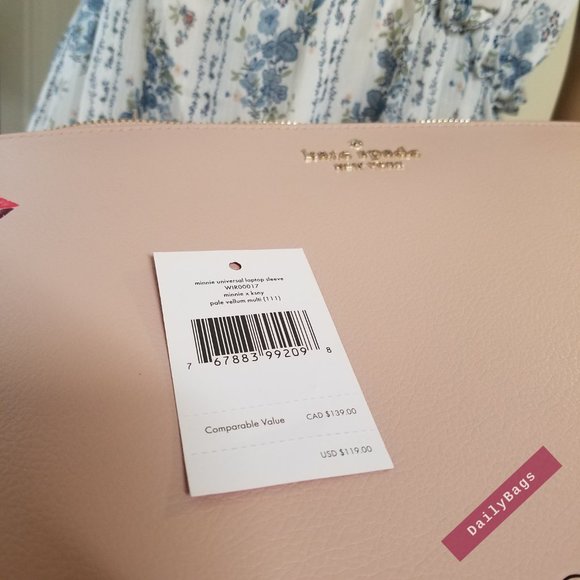 kate spade
NEW YORK
minnie universal laptop sleeve
WIR00017
minnie x ksny
pale vellum multi (111)
7 67883 99209 8
Comparable Value CAD $139.00
USD $119.00
DailyBags